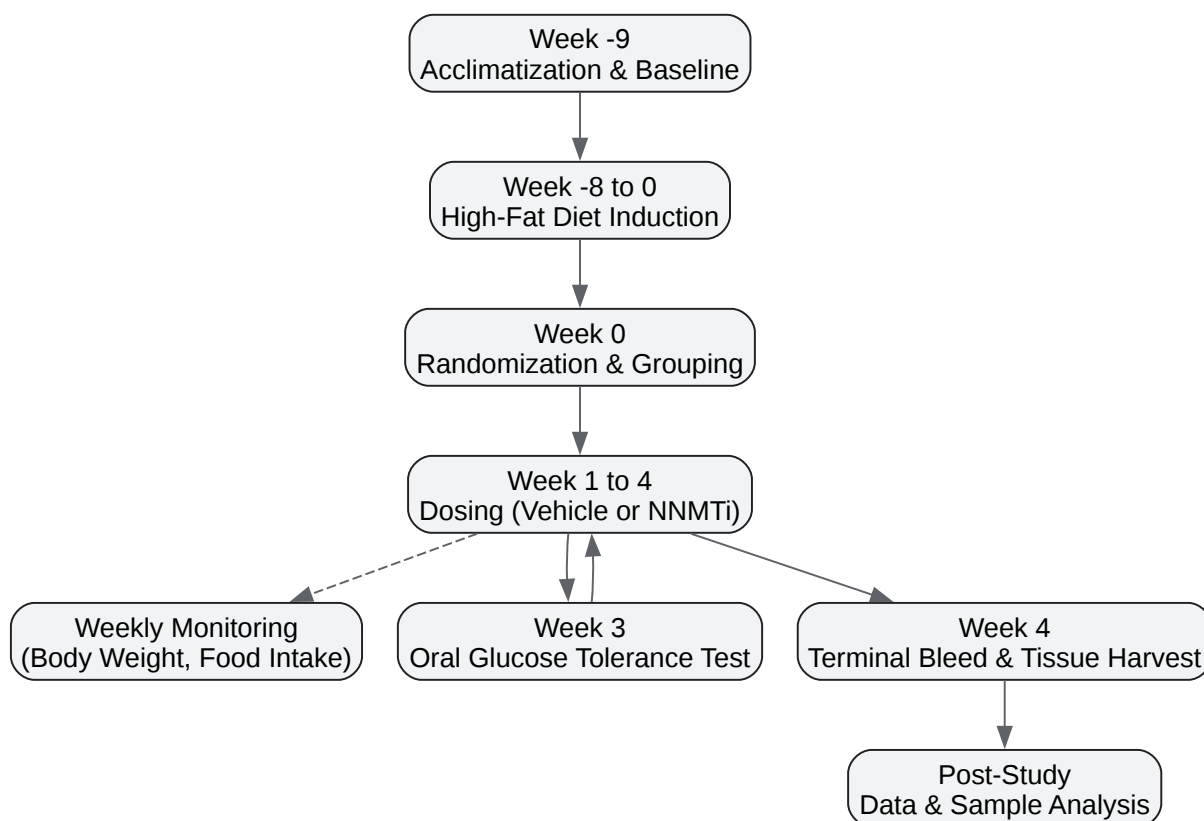 Week -9
Acclimatization & Baseline
Week -8 to 0
High-Fat Diet Induction
Week 0
Randomization & Grouping
Week 1 to 4
Dosing (Vehicle or NNMTi)
Weekly Monitoring
(Body Weight, Food Intake)
Week 3
Oral Glucose Tolerance Test
Week 4
Terminal Bleed & Tissue Harvest
Post-Study
Data & Sample Analysis